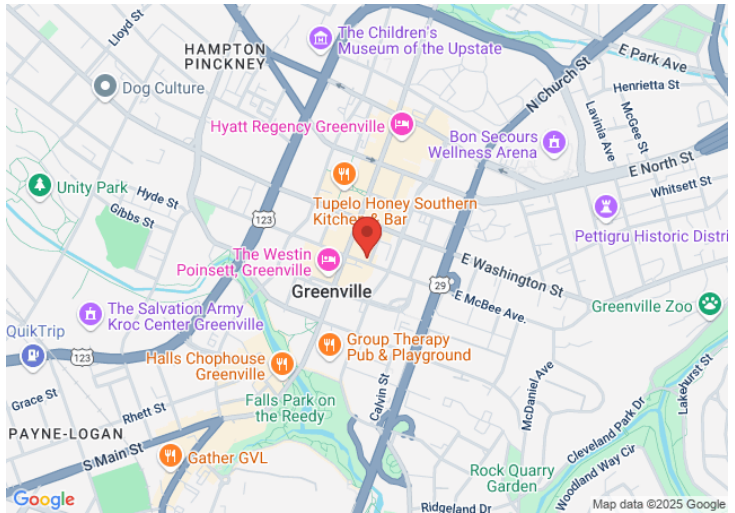 Lloyd St
HAMPTON
PINCKNEY
The Children's
Museum of the Upstate
E Park Ave
N Church St
Henrietta St
Dog Culture
Lavinia Ave
McGee St
Hyatt Regency Greenville
Bon Secours
Wellness Arena
E North St
Unity Park
Hyde St
Gibbs St
Whitsett St
123
Tupelo Honey Southern
Kitchen & Bar
Pettigru Historic Distri
The Westin
Poinsett, Greenville
E Washington St
29
Greenville
E McBee Ave.
The Salvation Army
Kroc Center Greenville
Greenville Zoo
QuikTrip
123
Group Therapy
Pub & Playground
Halls Chophouse
Greenville
Calvin St
McDaniel Ave
Lakehurst St
Grace St
Rhett St
Falls Park on
the Reedy
PAYNE-LOGAN
S Main St
Gather GVL
Cleveland Park Dr
Woodland Way Cir
Rock Quarry
Garden
Ridgeland Dr
Google
Map data ©2025 Google